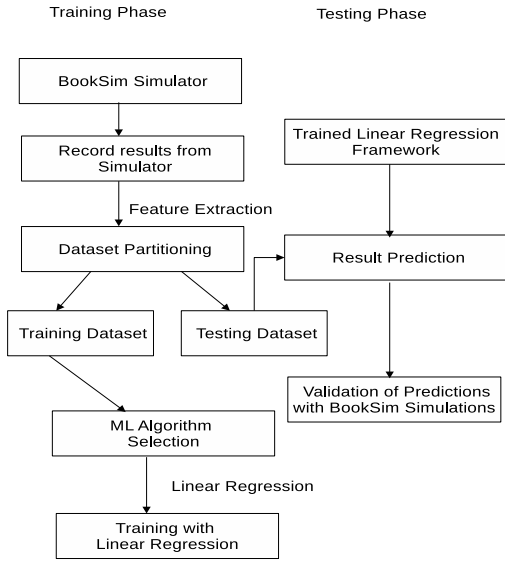 Training Phase
Testing Phase
BookSim Simulator
Record results from
Simulator
Trained Linear Regression
Framework
Feature Extraction
Dataset Partitioning
Result Prediction
Training Dataset
Testing Dataset
Validation of Predictions
with BookSim Simulations
ML Algorithm
Selection
Linear Regression
Training with
Linear Regression